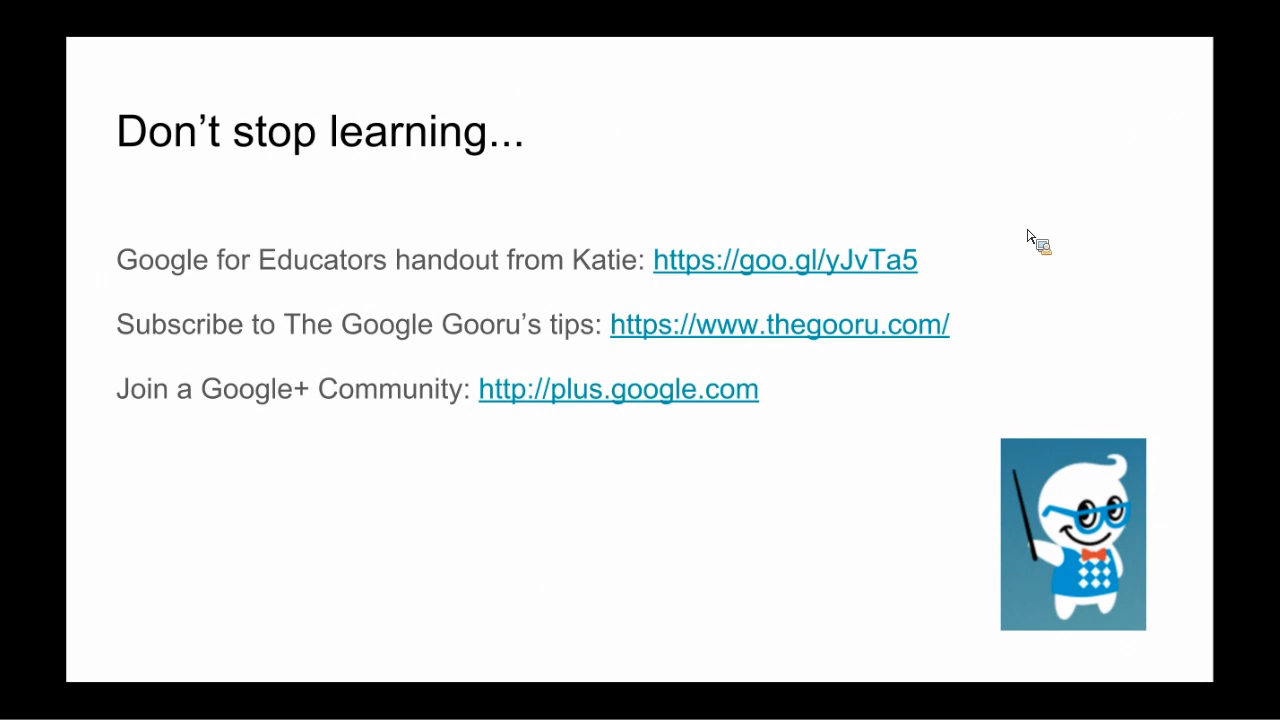 Don’t stop learning...
Google for Educators handout from Katie: https://goo.gl/yJvTa5
Subscribe to The Google Gooru’s tips: https://www.thegooru.com/
Join a Google+ Community: http://plus.google.com